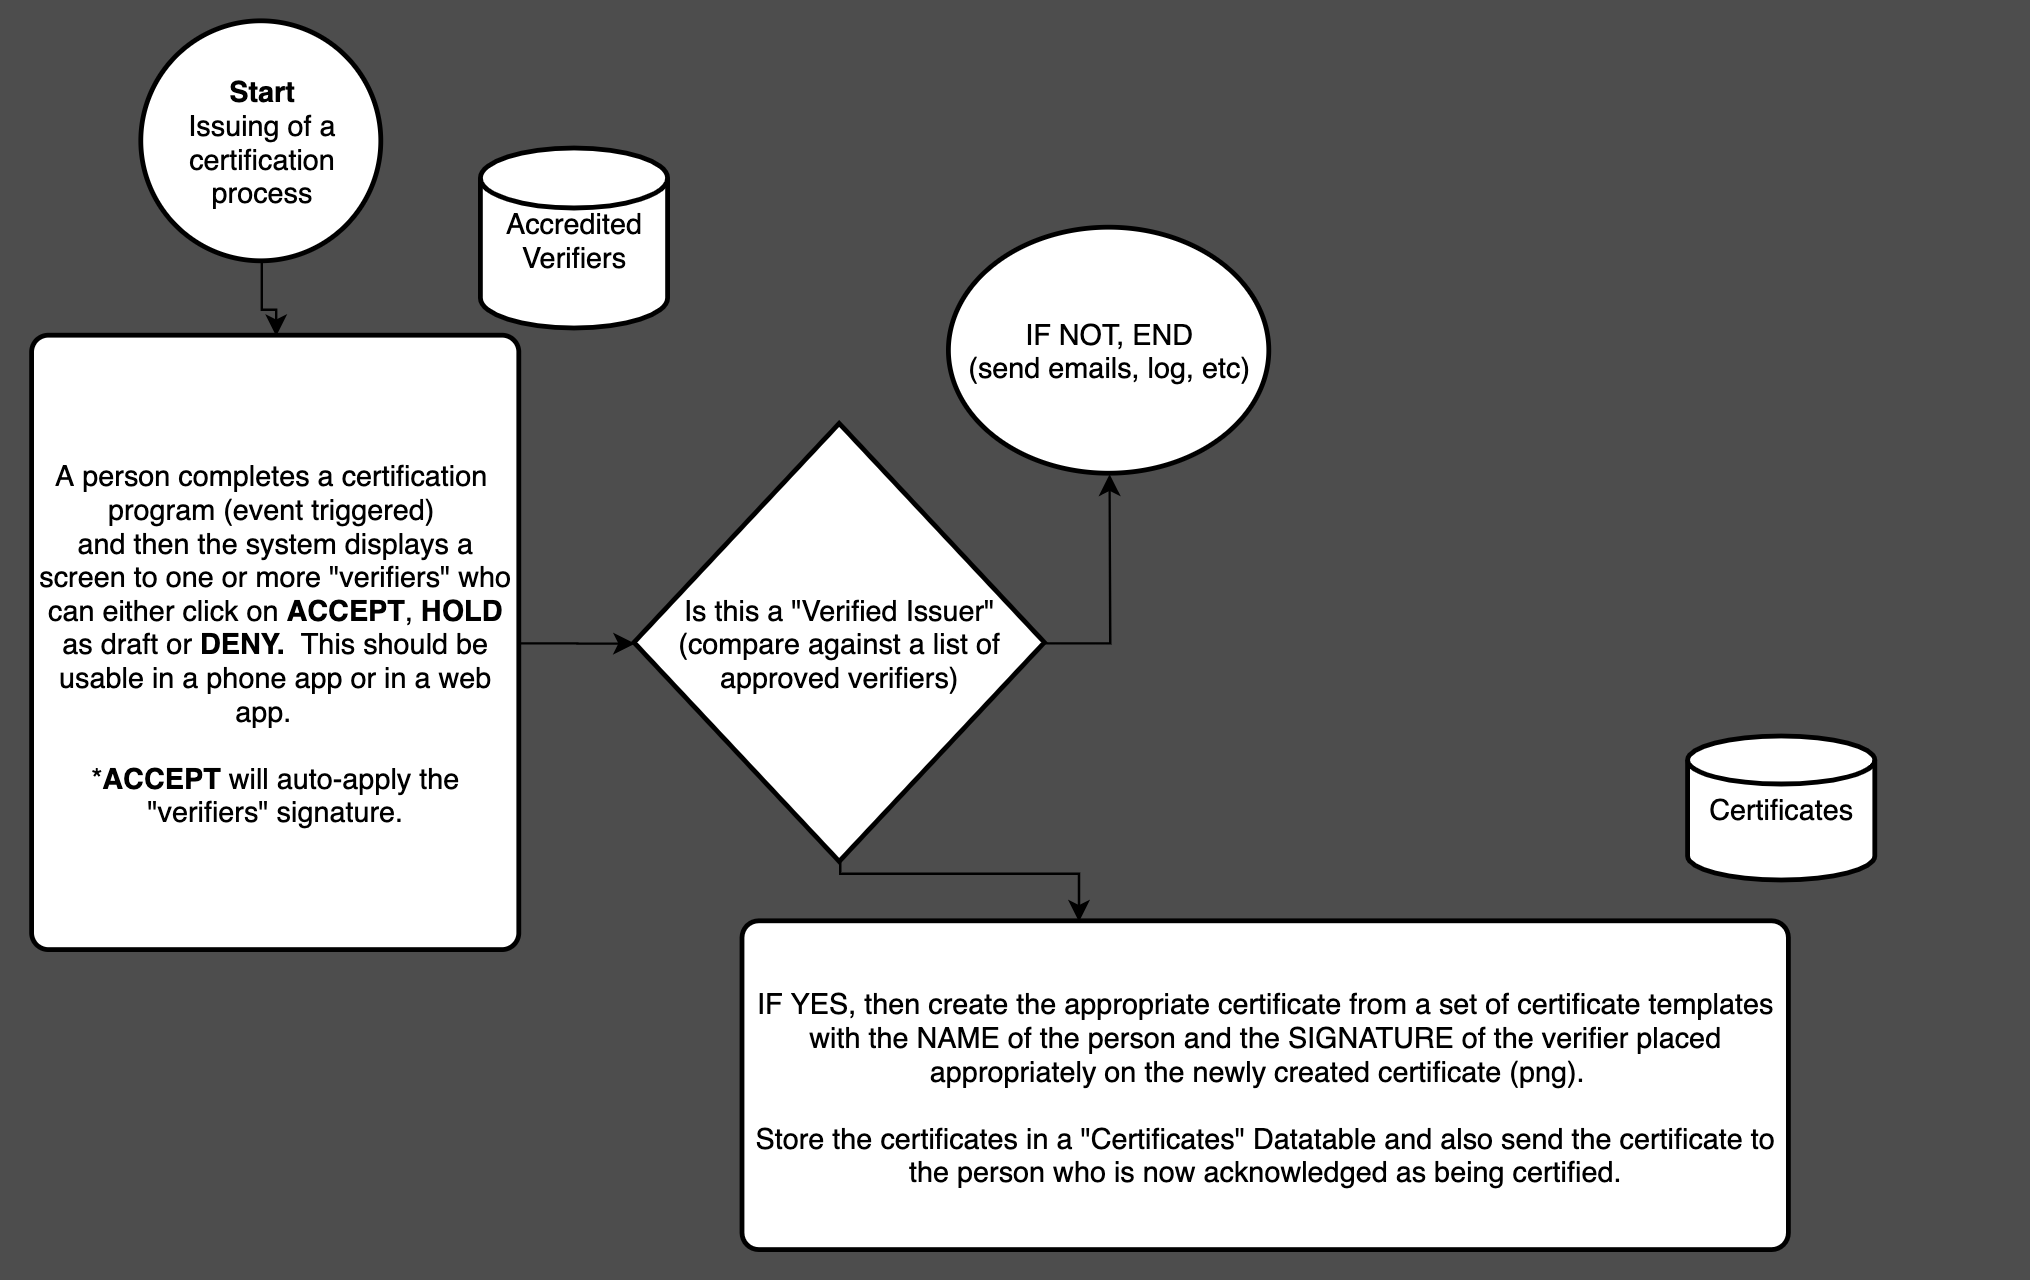 Start
Issuing of a
certification
process
Accredited
Verifiers
A person completes a certification
program (event triggered)
and then the system displays a
screen to one or more "verifiers" who
can either click on ACCEPT, HOLD
as draft or DENY.  This should be
usable in a phone app or in a web
app.
*ACCEPT will auto-apply the
"verifiers" signature.
Is this a "Verified Issuer"
(compare against a list of
approved verifiers)
IF NOT, END
(send emails, log, etc)
Certificates
IF YES, then create the appropriate certificate from a set of certificate templates
with the NAME of the person and the SIGNATURE of the verifier placed
appropriately on the newly created certificate (png).
Store the certificates in a "Certificates" Datatable and also send the certificate to
the person who is now acknowledged as being certified.